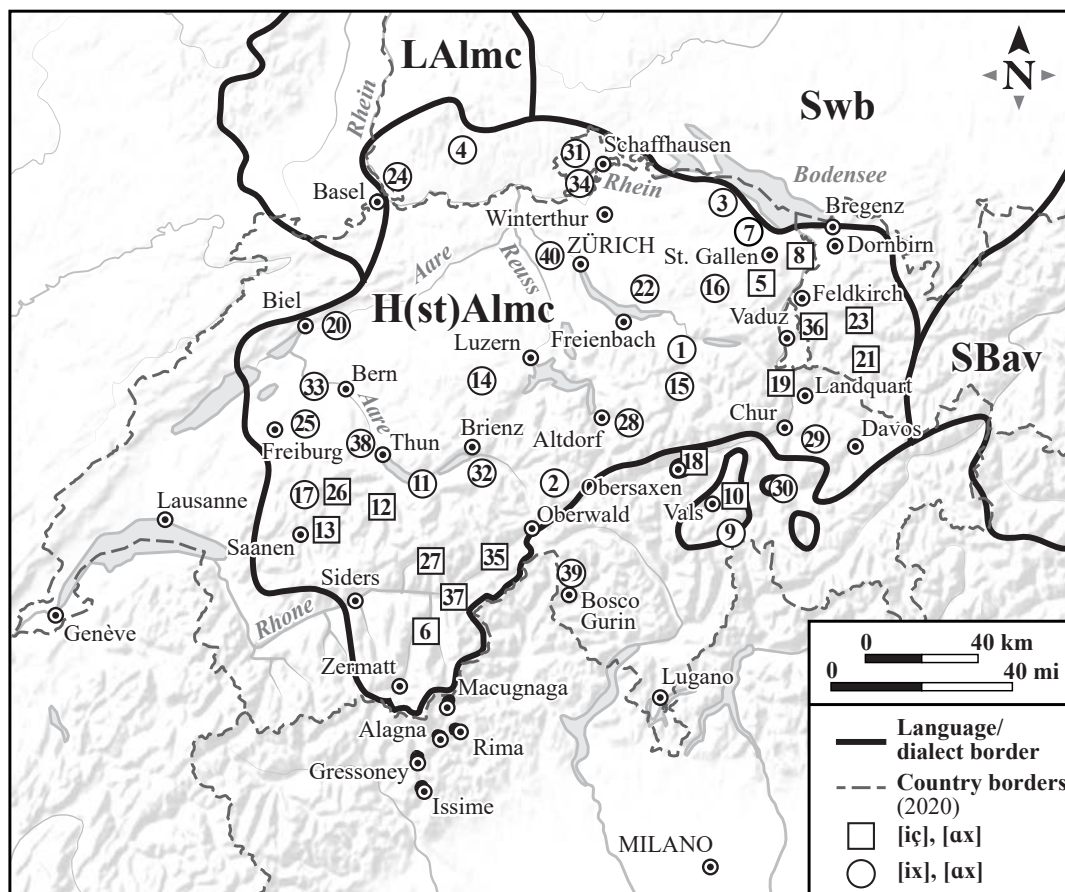 LAlmc
N
Swb
Rhein
4
31
Schaffhausen
24
34
Rhein
Bodensee
Basel
3
Bregenz
Winterthur
7
Dornbirn
40
ZÜRICH
St. Gallen
8
Aare
Reuss
5
22
16
Feldkirch
Biel
20
H(st)Almc
Freienbach
Vaduz
36
23
Luzern
1
21
SBav
33
Bern
14
15
19
Landquart
Aare
25
Freiburg
38
Thun
Brienz
Altdorf
28
Chur
29
Davos
32
18
17
26
11
2
Obersaxen
10
30
Lausanne
12
Vals
13
Oberwald
9
Saanen
27
35
39
Siders
37
Bosco
Gurin
Rhone
Genève
6
Zermatt
Macugnaga
Lugano
Alagna
Rima
Gressoney
Issime
MILANO
0 40 km
0 40 mi
Language/
dialect border
Country borders
(2020)
[iç], [ɑx]
[ix], [ɑx]